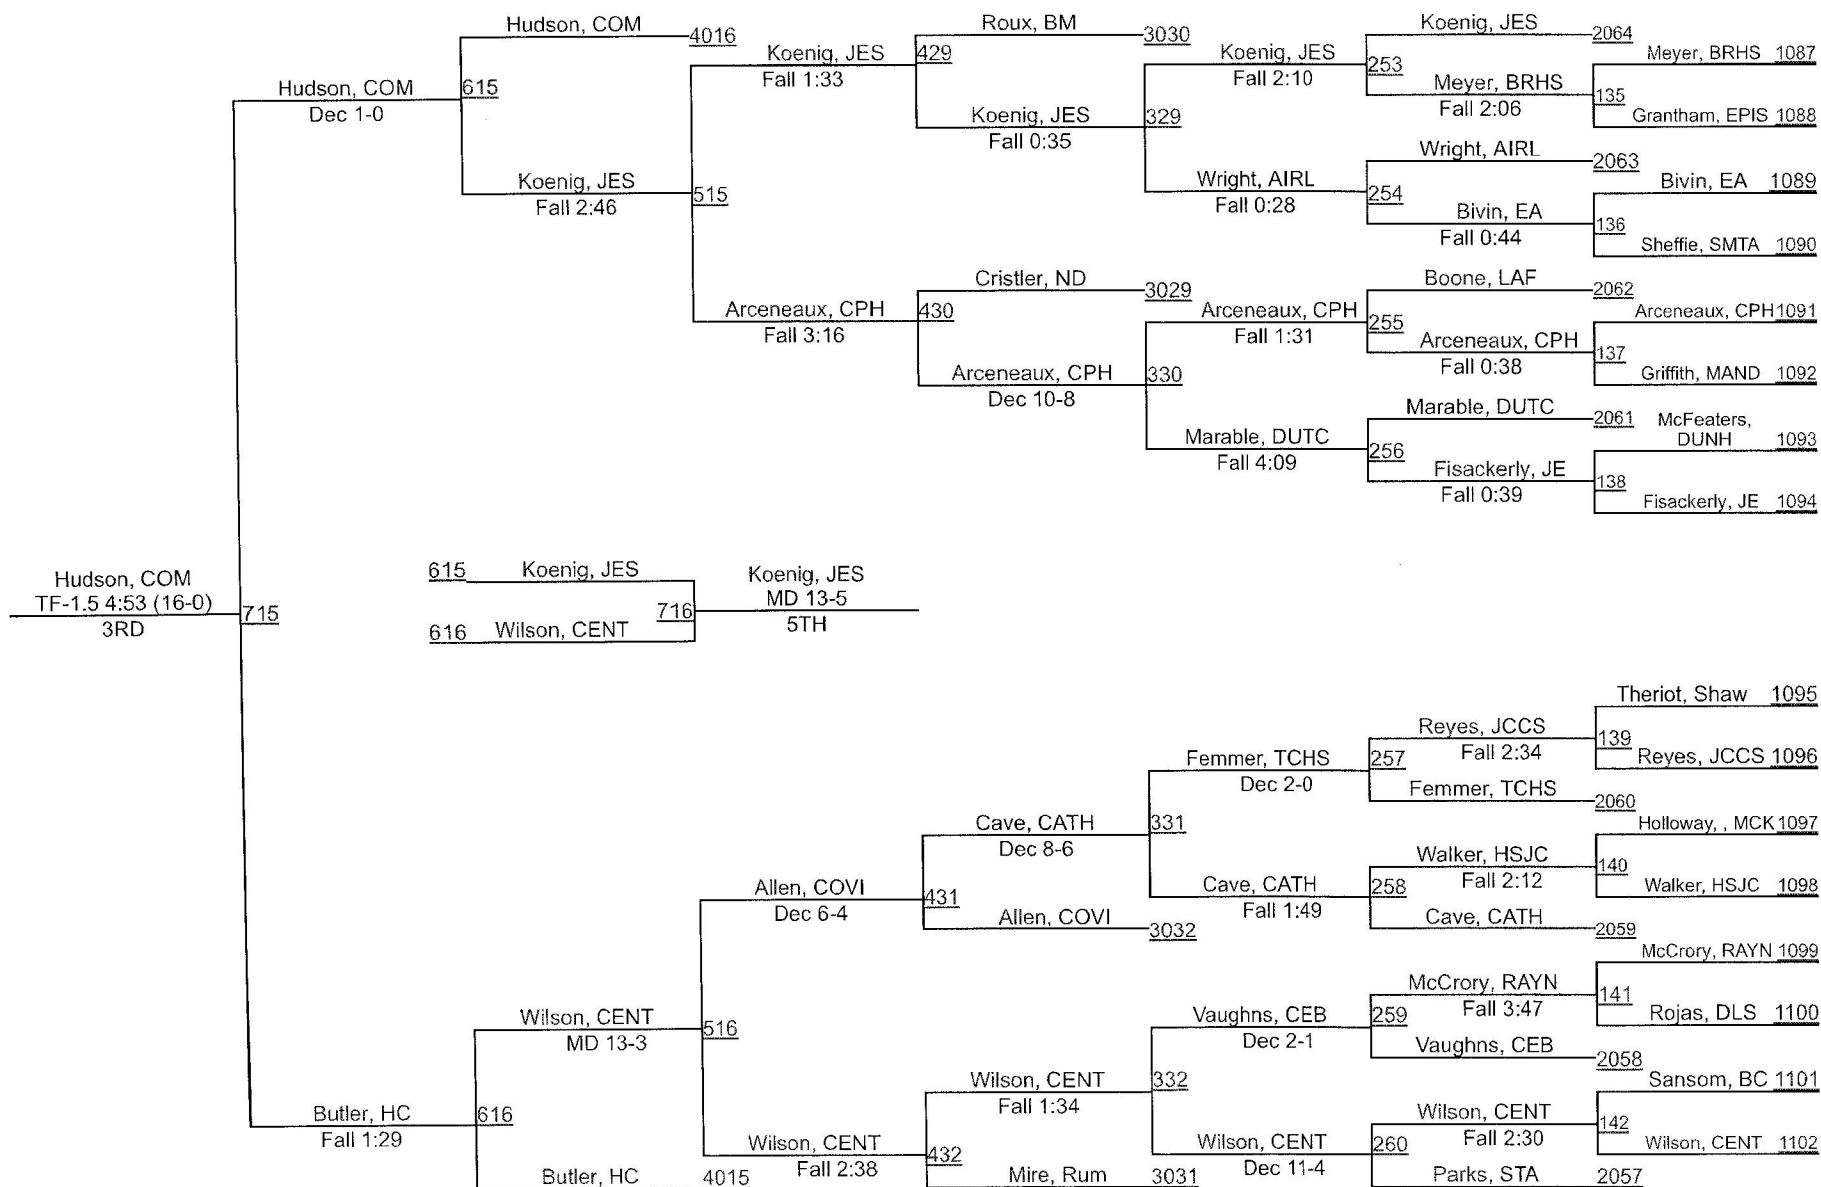 Hudson, COM
4016
Roux, BM
3030
Koenig, JES
2064
Koenig, JES
Fall 1:33
429
Koenig, JES
Fall 2:10
253
Meyer, BRHS 1087
Hudson, COM
Dec 1-0
615
Meyer, BRHS
Fall 2:06
135
Grantham, EPIS 1088
Koenig, JES
Fall 0:35
329
Wright, AIRL
2063
Koenig, JES
Fall 2:46
515
Wright, AIRL
Fall 0:28
254
Bivin, EA 1089
Bivin, EA
Fall 0:44
136
Sheffie, SMTA 1090
Cristler, ND
3029
Boone, LAF
2062
Arceneaux, CPH
Fall 3:16
430
Arceneaux, CPH
Fall 1:31
255
Arceneaux, CPH 1091
Arceneaux, CPH
Fall 0:38
137
Griffith, MAND 1092
Arceneaux, CPH
Dec 10-8
330
Marable, DUTC
2061
McFeaters,
DUNH 1093
Marable, DUTC
Fall 4:09
256
Fisackerly, JE
Fall 0:39
138
Fisackerly, JE 1094
Hudson, COM
TF-1.5 4:53 (16-0)
3RD
715
615
Koenig, JES
716
616
Wilson, CENT
Koenig, JES
MD 13-5
5TH
Theriot, Shaw 1095
Reyes, JCCS
Fall 2:34
139
Reyes, JCCS 1096
Femmer, TCHS
Dec 2-0
257
Femmer, TCHS
2060
Cave, CATH
Dec 8-6
331
Holloway, , MCK 1097
Walker, HSJC
Fall 2:12
140
Walker, HSJC 1098
Allen, COVI
Dec 6-4
431
Cave, CATH
Fall 1:49
258
Allen, COVI
3032
Cave, CATH
2059
McCrory, RAYN 1099
McCrory, RAYN
Fall 3:47
141
Rojas, DLS 1100
Wilson, CENT
MD 13-3
516
Vaughns, CEB
Dec 2-1
259
Vaughns, CEB
2058
Wilson, CENT
Fall 1:34
332
Sansom, BC 1101
Butler, HC
Fall 1:29
616
Wilson, CENT
Fall 2:30
142
Wilson, CENT 1102
Wilson, CENT
Fall 2:38
432
Wilson, CENT
Dec 11-4
260
Butler, HC
4015
Mire, Rum
3031
Parks, STA
2057